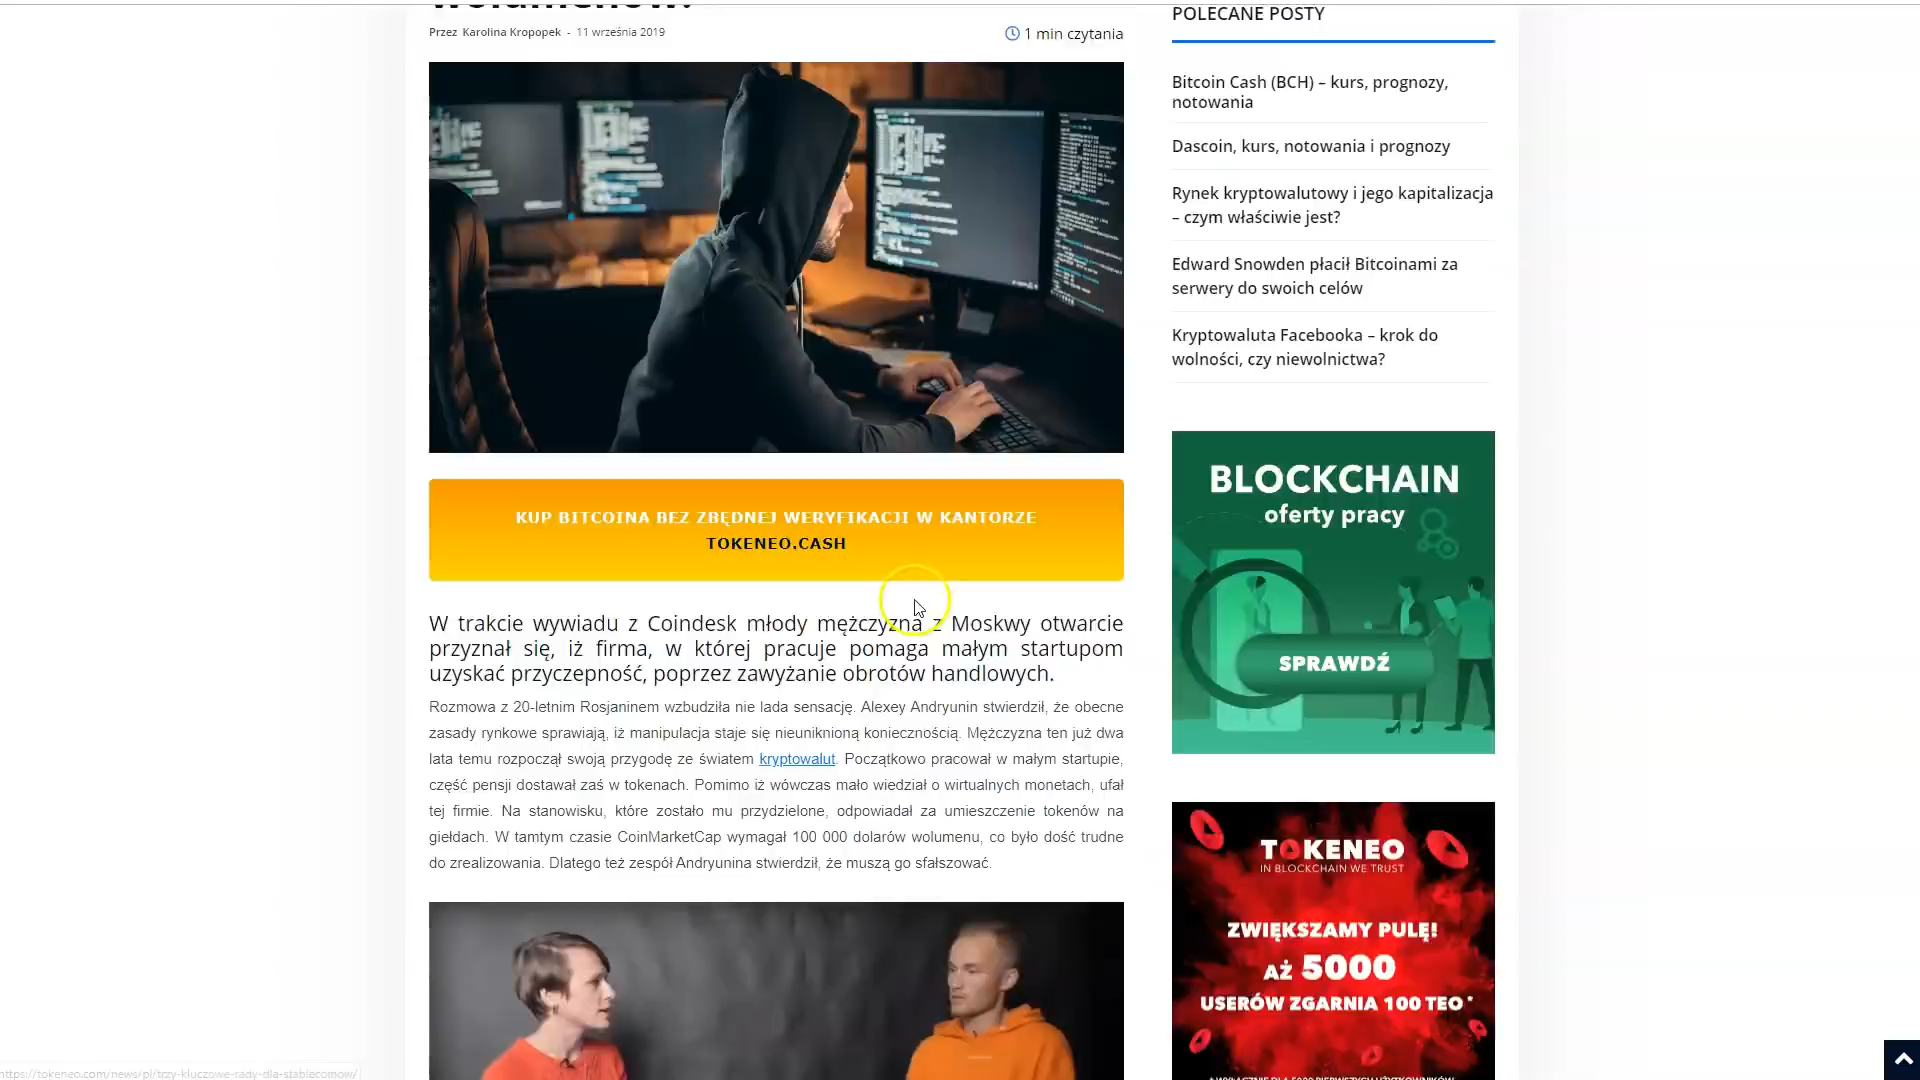 POLECANE POSTY
Przez Karolina Kropopek - 11 września 2019
1 min czytania
Bitcoin Cash (BCH) – kurs, prognozy,
notowania
Dascoin, kurs, notowania i prognozy
Rynek kryptowalutowy i jego kapitalizacja
– czym właściwie jest?
Edward Snowden płacił Bitcoinami za
serwery do swoich celów
Kryptowaluta Facebooka – krok do
wolności, czy niewolnictwa?
KUP BITCOINA BEZ ZBĘDNEJ WERYFIKACJI W KANTORZE
TOKENEO.CASH
W trakcie wywiadu z Coindesk młody mężczyzna z Moskwy otwarcie
przyznał się, iż firma, w której pracuje pomaga małym startupom
uzyskać przyczepność, poprzez zawyżanie obrotów handlowych.
Rozmowa z 20-letnim Rosjaninem wzbudziła nie lada sensację. Alexey Andryunin stwierdził, że obecne
zasady rynkowe sprawiają, iż manipulacja staje się nieuniknioną koniecznością. Mężczyzna ten już dwa
lata temu rozpoczął swoją przygodę ze światem kryptowalut. Początkowo pracował w małym startupie,
część pensji dostawał zaś w tokenach. Pomimo iż wówczas mało wiedział o wirtualnych monetach, ufał
tej firmie. Na stanowisku, które zostało mu przydzielone, odpowiadał za umieszczenie tokenów na
giełdach. W tamtym czasie CoinMarketCap wymagał 100 000 dolarów wolumenu, co było dość trudne
do zrealizowania. Dlatego też zespół Andryunina stwierdził, że muszą go sfałszować.
BLOCKCHAIN
oferty pracy
SPRAWDŹ
TOKENEO
IN BLOCKCHAIN WE TRUST
ZWIĘKSZAMY PULĘ!
AŻ 5000
USERÓW ZGARNIA 100 TEO *
https://tokeneo.com/news/pl/trzy-kluczowe-rady-dla-stablecoinow/